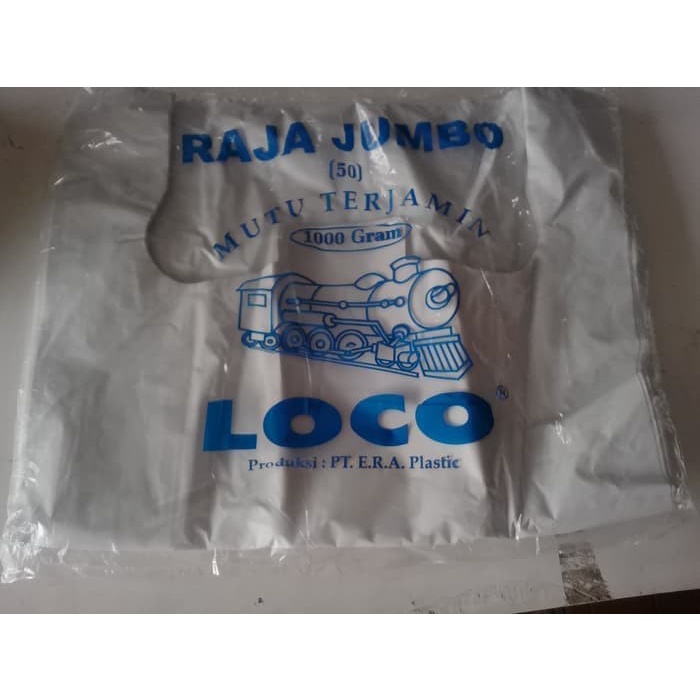 RAJA JUMBO
(50)
MUTU TERJAMIN
1000 Gram
LOCO ®
Produksi : PT. E.R.A. Plastic